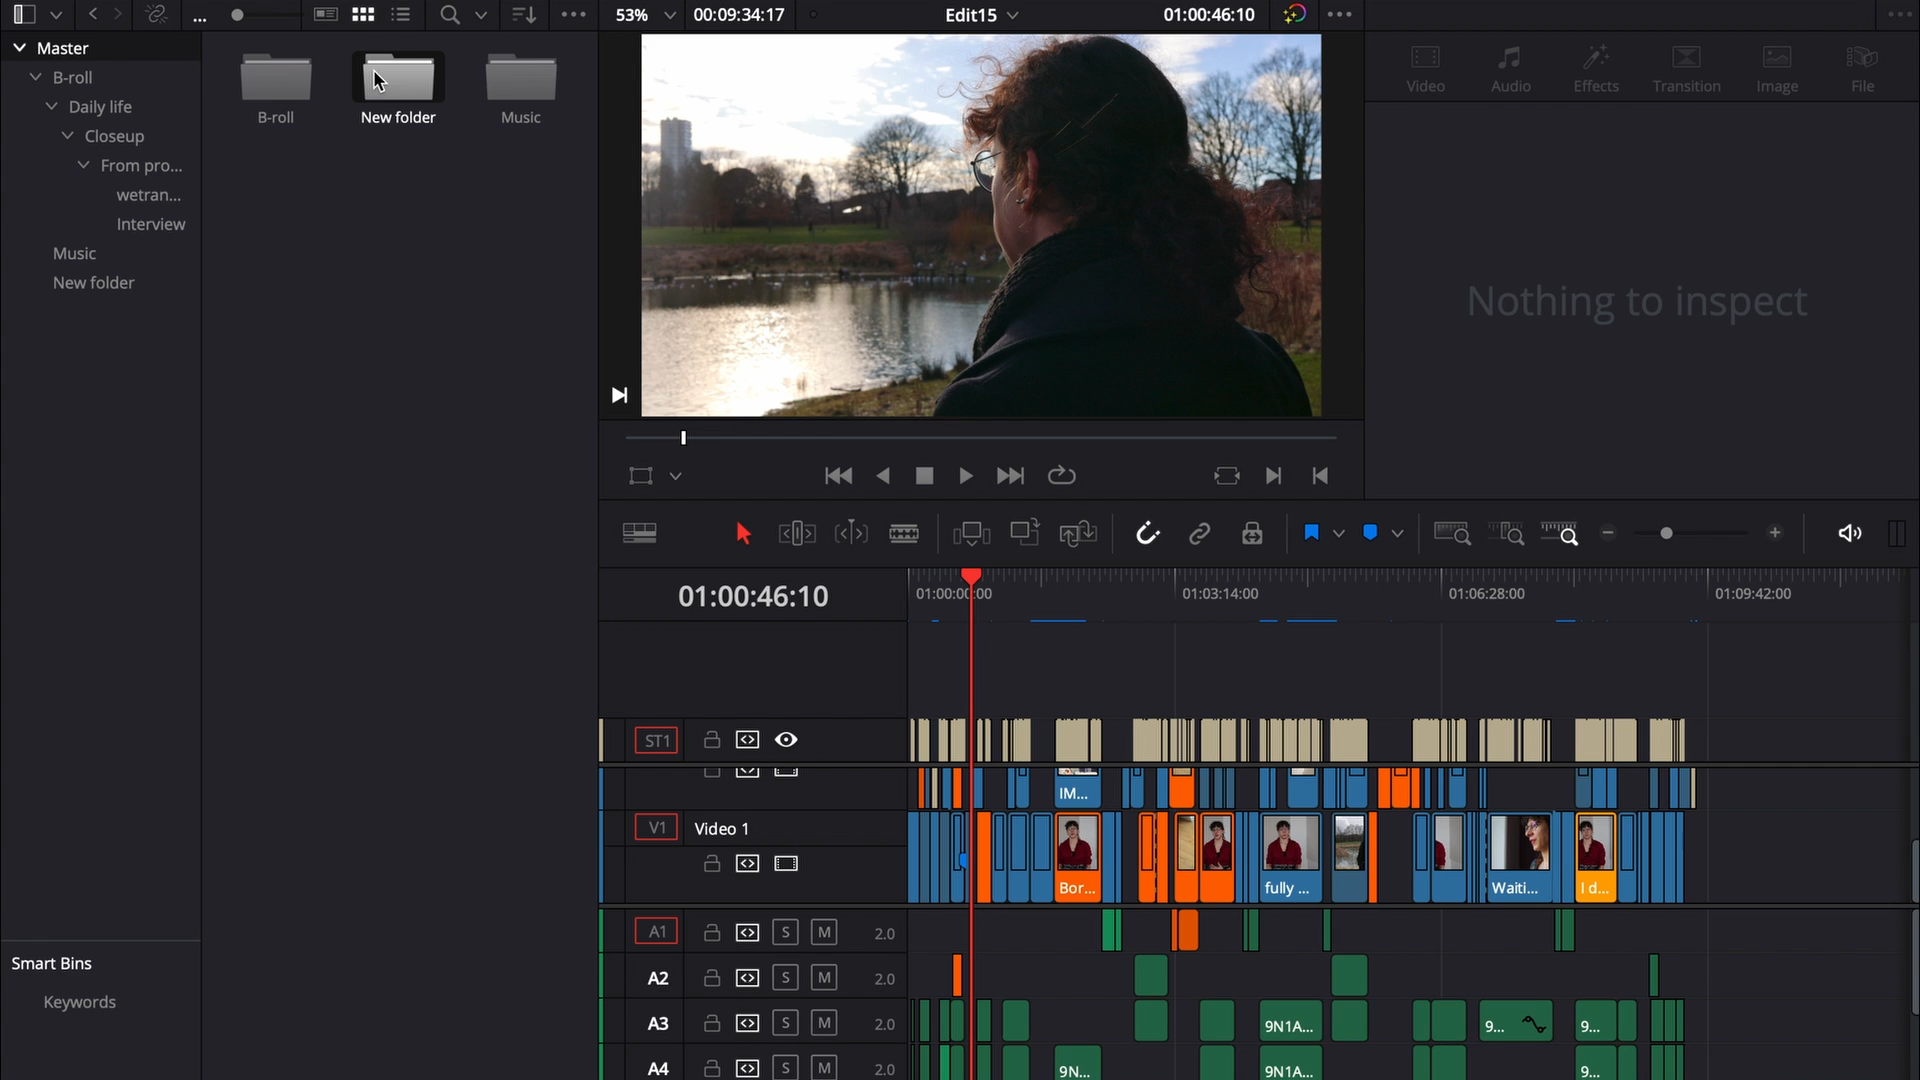 ...
53%
00:09:34:17
Edit15
01:00:46:10
Master
B-roll
Daily life
Closeup
From pro...
wetran...
Interview
Music
New folder
B-roll
New folder
Music
Video
Audio
Effects
Transition
Image
File
Nothing to inspect
01:00:46:10
01:00:00:00
01:03:14:00
01:06:28:00
01:09:42:00
ST1
IM...
V1
Video 1
Bor...
fully ...
Waiti...
I d...
A1
S
M
2.0
A2
S
M
2.0
A3
S
M
2.0
9N1A...
9...
9...
A4
S
M
2.0
9N...
9N1A...
9...
Smart Bins
Keywords